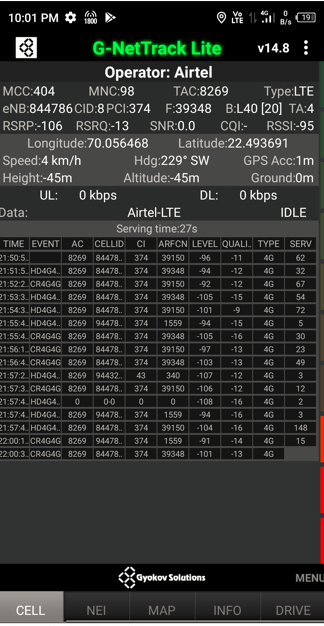 10:01 PM 1800 Vo LTE 4G 0 B/s 19
G-NetTrack Lite v14.8
Operator: Airtel
MCC:404 MNC:98 TAC:8269 Type:LTE
eNB:844786 CID:8 PCI:374 F:39348 B:L40 [20] TA:4
RSRP:-106 RSRQ:-13 SNR:0.0 CQI:- RSSI:-95
Longitude:70.056468 Latitude:22.493691
Speed:4 km/h Hdg:229° SW GPS Acc:1m
Height:-45m Altitude:-45m Ground:0m
UL: 0 kbps DL: 0 kbps
Data: Airtel-LTE IDLE
Serving time:27s
TIME EVENT AC CELLID CI ARFCN LEVEL QUALI.. TYPE SERV
21:50:5.. 8269 84478.. 374 39150 -96 -11 4G 62
21:51:5.. HD4G4.. 8269 84478.. 374 39348 -94 -12 4G 32
21:52:2.. CR4G4G 8269 84478.. 374 39150 -92 -12 4G 67
21:53:3.. HD4G4.. 8269 84478.. 374 39348 -105 -15 4G 54
21:54:3.. HD4G4.. 8269 84478.. 374 39150 -101 -9 4G 72
21:55:4.. HD4G4.. 8269 94478.. 374 1559 -94 -15 4G 5
21:55:4.. CR4G4G 8269 84478.. 374 39348 -105 -16 4G 30
21:56:1.. CR4G4G 8269 84478.. 374 39150 -97 -13 4G 23
21:56:4.. CR4G4G 8269 84478.. 374 39348 -103 -13 4G 49
21:57:2.. HD4G4.. 8269 94432.. 43 340 -107 -12 4G 3
21:57:3.. CR4G4G 8269 84478.. 374 39150 -106 -12 4G 12
21:57:4.. HD4G4.. 0 0-0 0 0 -108 -16 4G 2
21:57:4.. CR4G4G 8269 94478.. 374 1559 -94 -16 4G 3
21:57:4.. HD4G4.. 8269 84478.. 374 39150 -104 -16 4G 148
22:00:1.. CR4G4G 8269 94478.. 374 1559 -91 -14 4G 15
22:00:3.. CR4G4G 8269 84478.. 374 39348 -101 -13 4G
Gyokov Solutions MENU
CELL NEI MAP INFO DRIVE